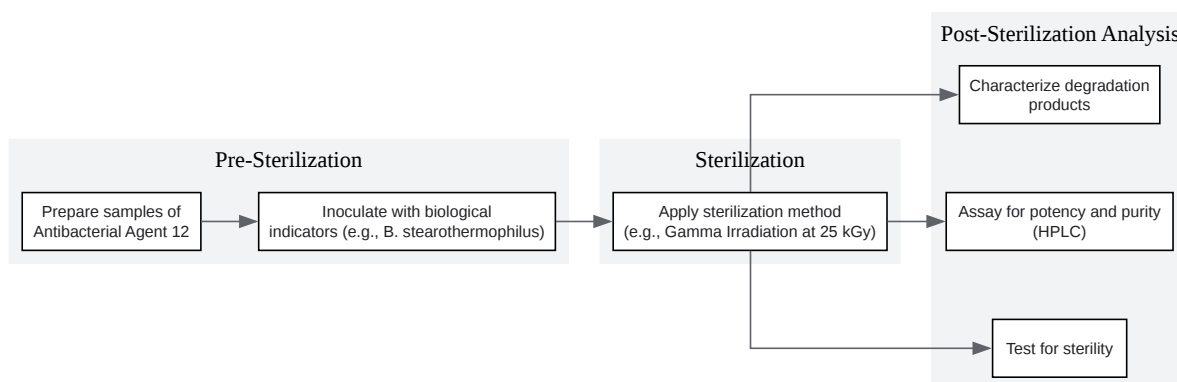 Pre-Sterilization
Prepare samples of
Antibacterial Agent 12
Inoculate with biological
indicators (e.g., B. stearothermophilus)
Sterilization
Apply sterilization method
(e.g., Gamma Irradiation at 25 kGy)
Post-Sterilization Analysis
Characterize degradation
products
Assay for potency and purity
(HPLC)
Test for sterility